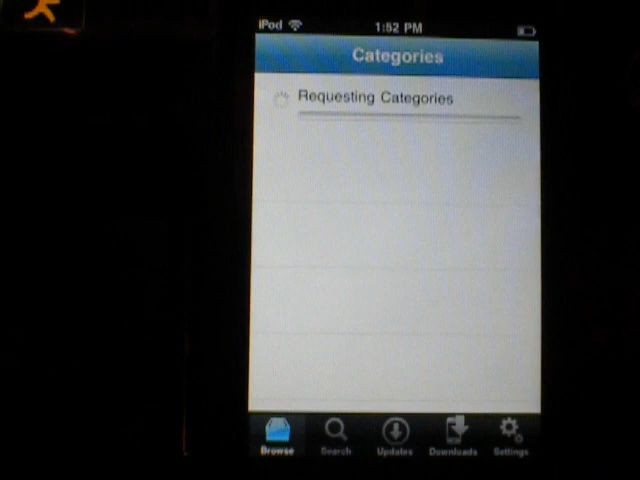 iPod 1:52 PM
Categories
Requesting Categories
Browse Search Updates Downloads Settings